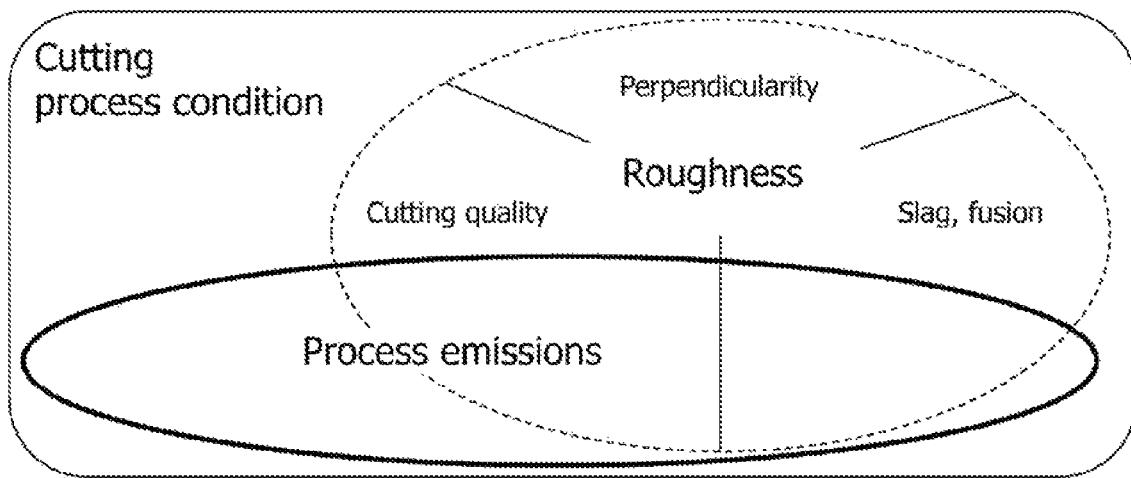 Cutting
process condition
Perpendicularity
Roughness
Cutting quality
Slag, fusion
Process emissions